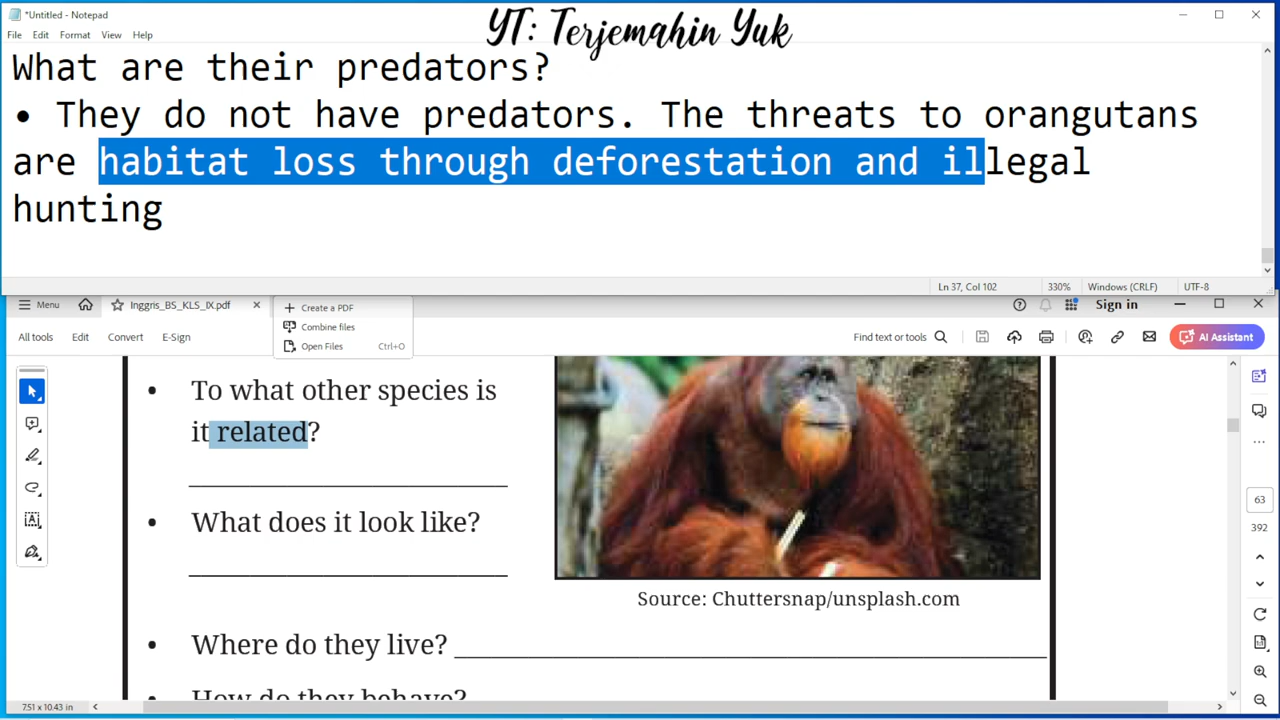 *Untitled - Notepad
YT: Terjemahin Yuk
File Edit Format View Help
What are their predators?
• They do not have predators. The threats to orangutans
are habitat loss through deforestation and illegal
hunting
Ln 37, Col 102 330% Windows (CRLF) UTF-8
Menu Inggris_BS_KLS_IX.pdf Create a PDF Sign in
Combine files
Open Files Ctrl+O
All tools Edit Convert E-Sign Find text or tools AI Assistant
• To what other species is
it related?
• What does it look like?
Source: Chuttersnap/unsplash.com
• Where do they live?
• How do they behave?
63
392
7.51 x 10.43 in